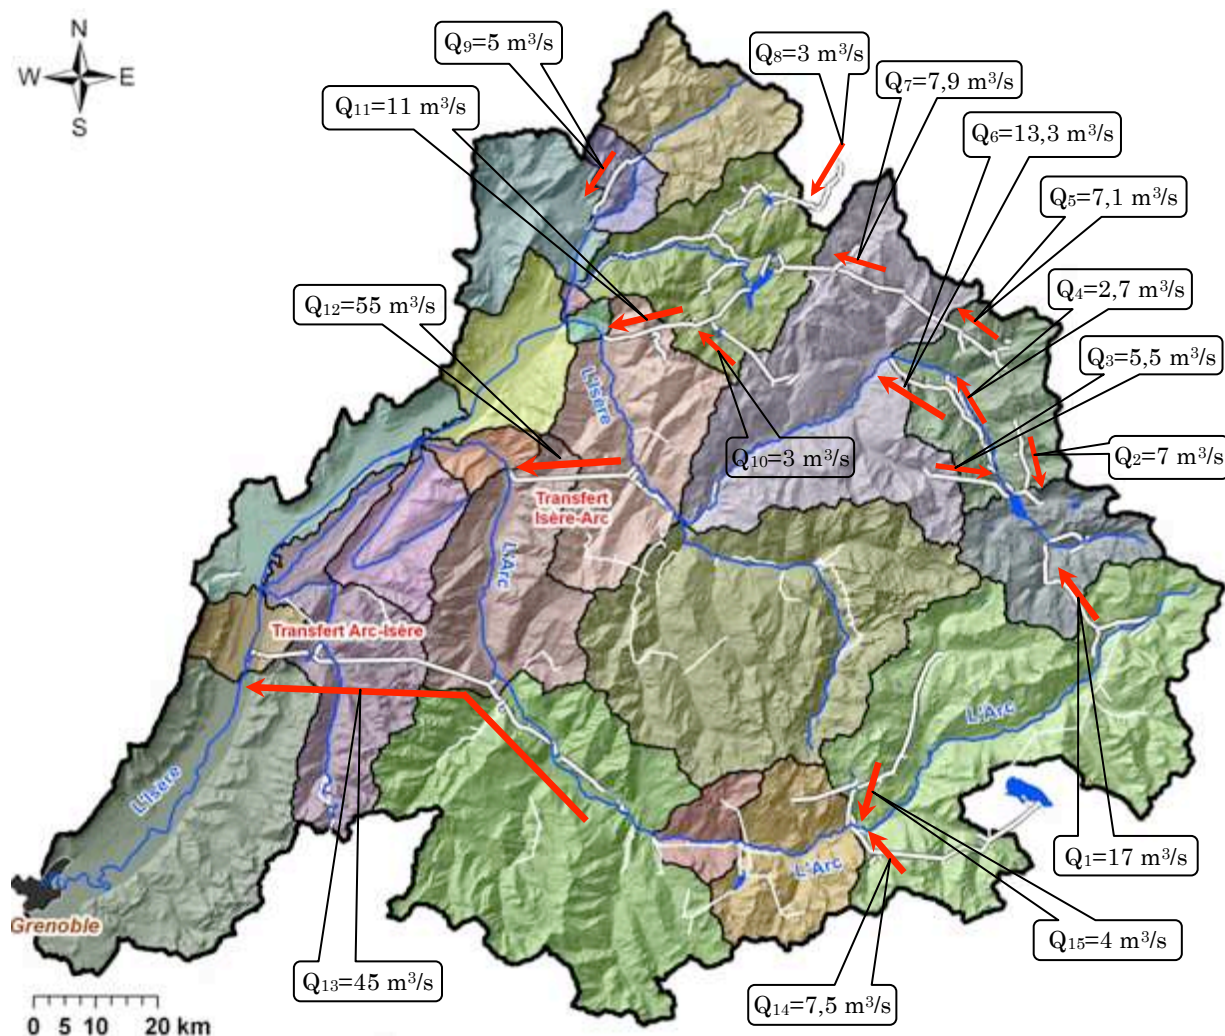 N
W E
S
Q₉=5 m³/s
Q₈=3 m³/s
Q₇=7,9 m³/s
Q₁₁=11 m³/s
Q₆=13,3 m³/s
Q₅=7,1 m³/s
Q₄=2,7 m³/s
Q₁₂=55 m³/s
Q₃=5,5 m³/s
L'Isère
Q₁₀=3 m³/s
Q₂=7 m³/s
Transfert
Isère-Arc
L'Arc
Transfert Arc-Isère
L'Arc
L'Isère
Q₁=17 m³/s
L'Arc
Grenoble
Q₁₅=4 m³/s
Q₁₃=45 m³/s
Q₁₄=7,5 m³/s
0 5 10 20 km